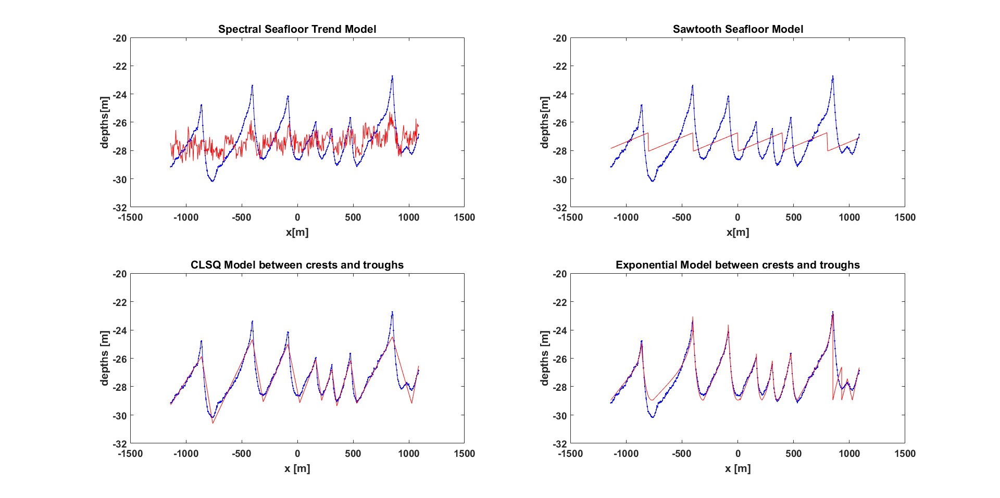 Spectral Seafloor Trend Model
-20
-22
-24
-26
-28
-30
-32
depths[m]
-1500 -1000 -500 0 500 1000 1500
x[m]
Sawtooth Seafloor Model
-20
-22
-24
-26
-28
-30
-32
depths[m]
-1500 -1000 -500 0 500 1000 1500
x[m]
CLSQ Model between crests and troughs
-20
-22
-24
-26
-28
-30
-32
depths [m]
-1500 -1000 -500 0 500 1000 1500
x [m]
Exponential Model between crests and troughs
-20
-22
-24
-26
-28
-30
-32
depths [m]
-1500 -1000 -500 0 500 1000 1500
x [m]